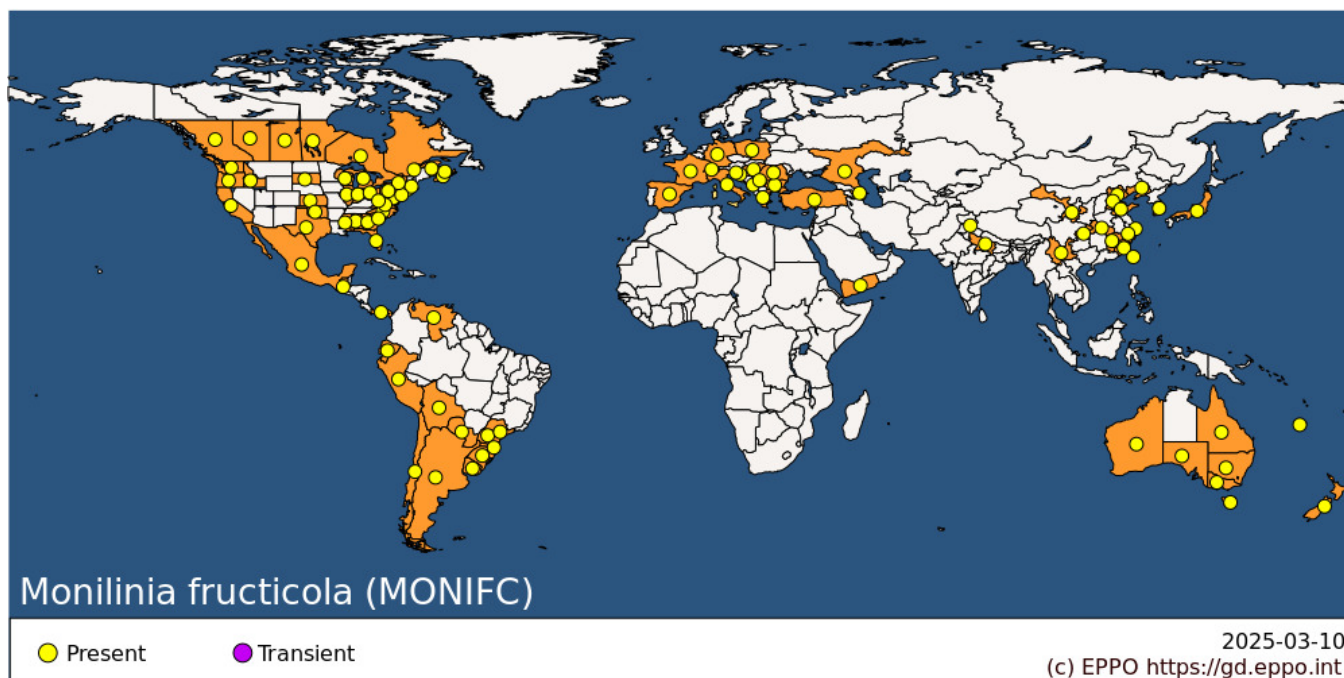 Monilinia fructicola (MONIFC)
Present
Transient
2025-03-10
(c) EPPO https://gd.eppo.int